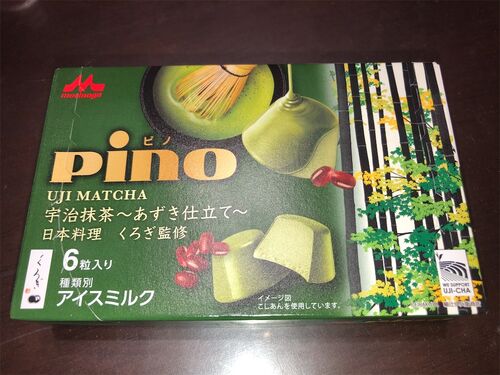 morinaga
ピノ
pino
UJI MATCHA
宇治抹茶～あずき仕立て～
日本料理 くろぎ監修
くろぎ
6粒入り
種類別
アイスミルク
イメージ図
こしあんを使用しています。
WE SUPPORT
UJI-CHA